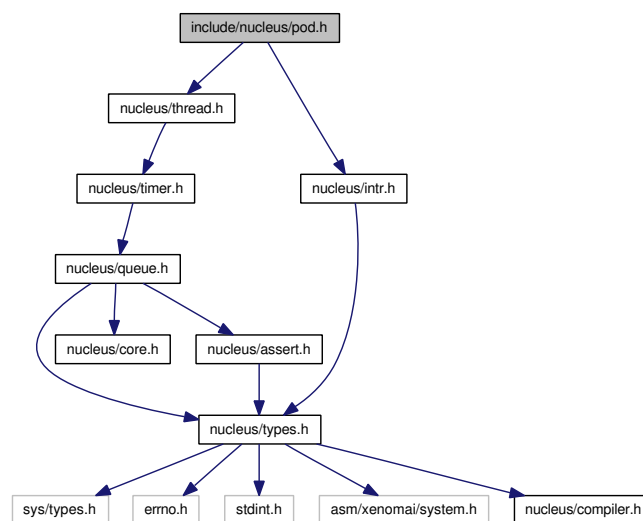 include/nucleus/pod.h
nucleus/thread.h
nucleus/timer.h
nucleus/intr.h
nucleus/queue.h
nucleus/core.h
nucleus/assert.h
nucleus/types.h
sys/types.h
errno.h
stdint.h
asm/xenomai/system.h
nucleus/compiler.h